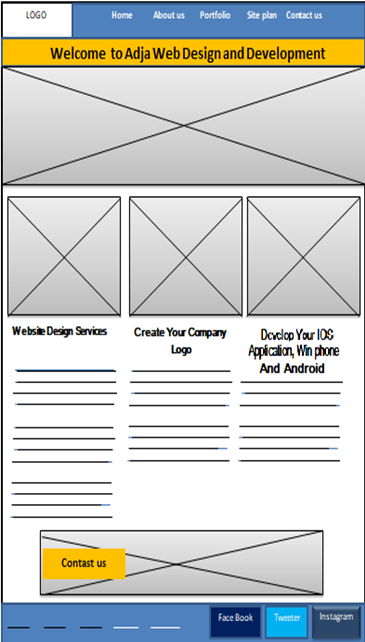 LOGO Home About us Portfolio Site plan Contact us
Welcome to Adja Web Design and Development
Website Design Services
Create Your Company
Logo
Develop Your IOS
Application, Win phone
And Android
Contast us
Face Book Tweeter Instagram